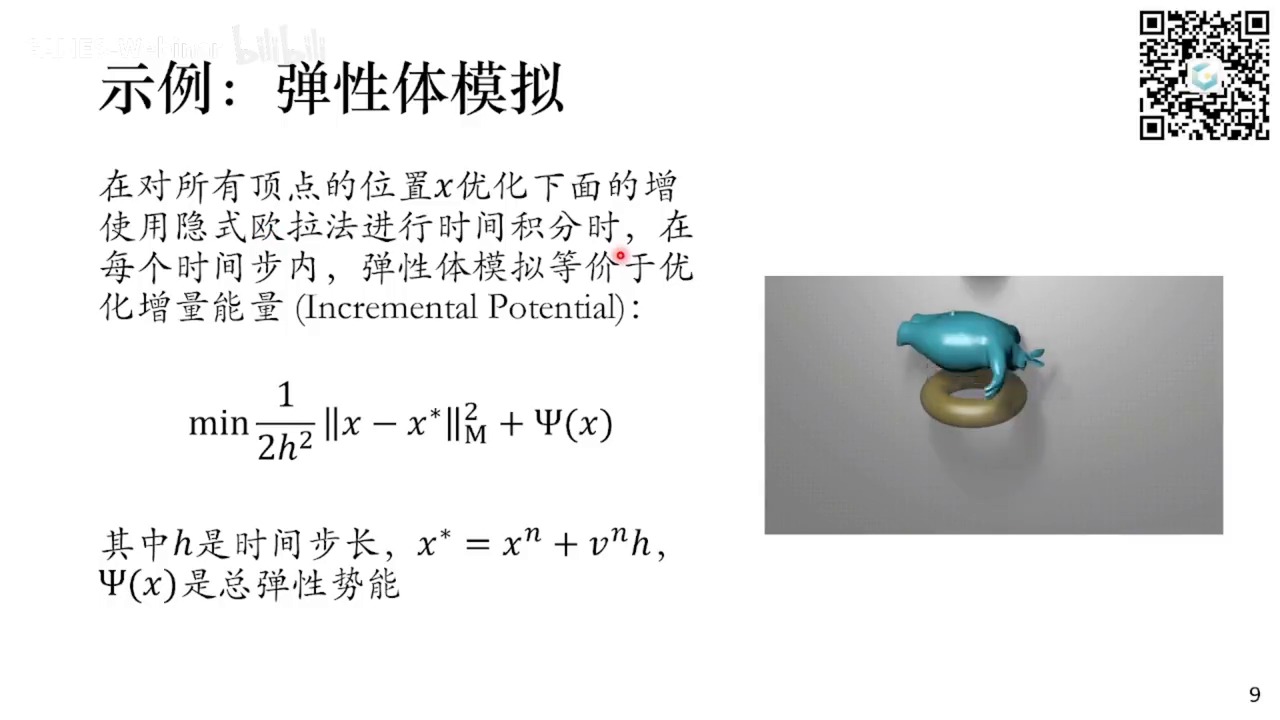 bilibili
示例：弹性体模拟
在对所有顶点的位置x优化下面的增
使用隐式欧拉法进行时间积分时，在
每个时间步内，弹性体模拟等价于优
化增量能量 (Incremental Potential)：
min 1/(2h²) ‖x − x*‖²_M + Ψ(x)
其中h是时间步长，x* = xⁿ + vⁿh，
Ψ(x)是总弹性势能
9